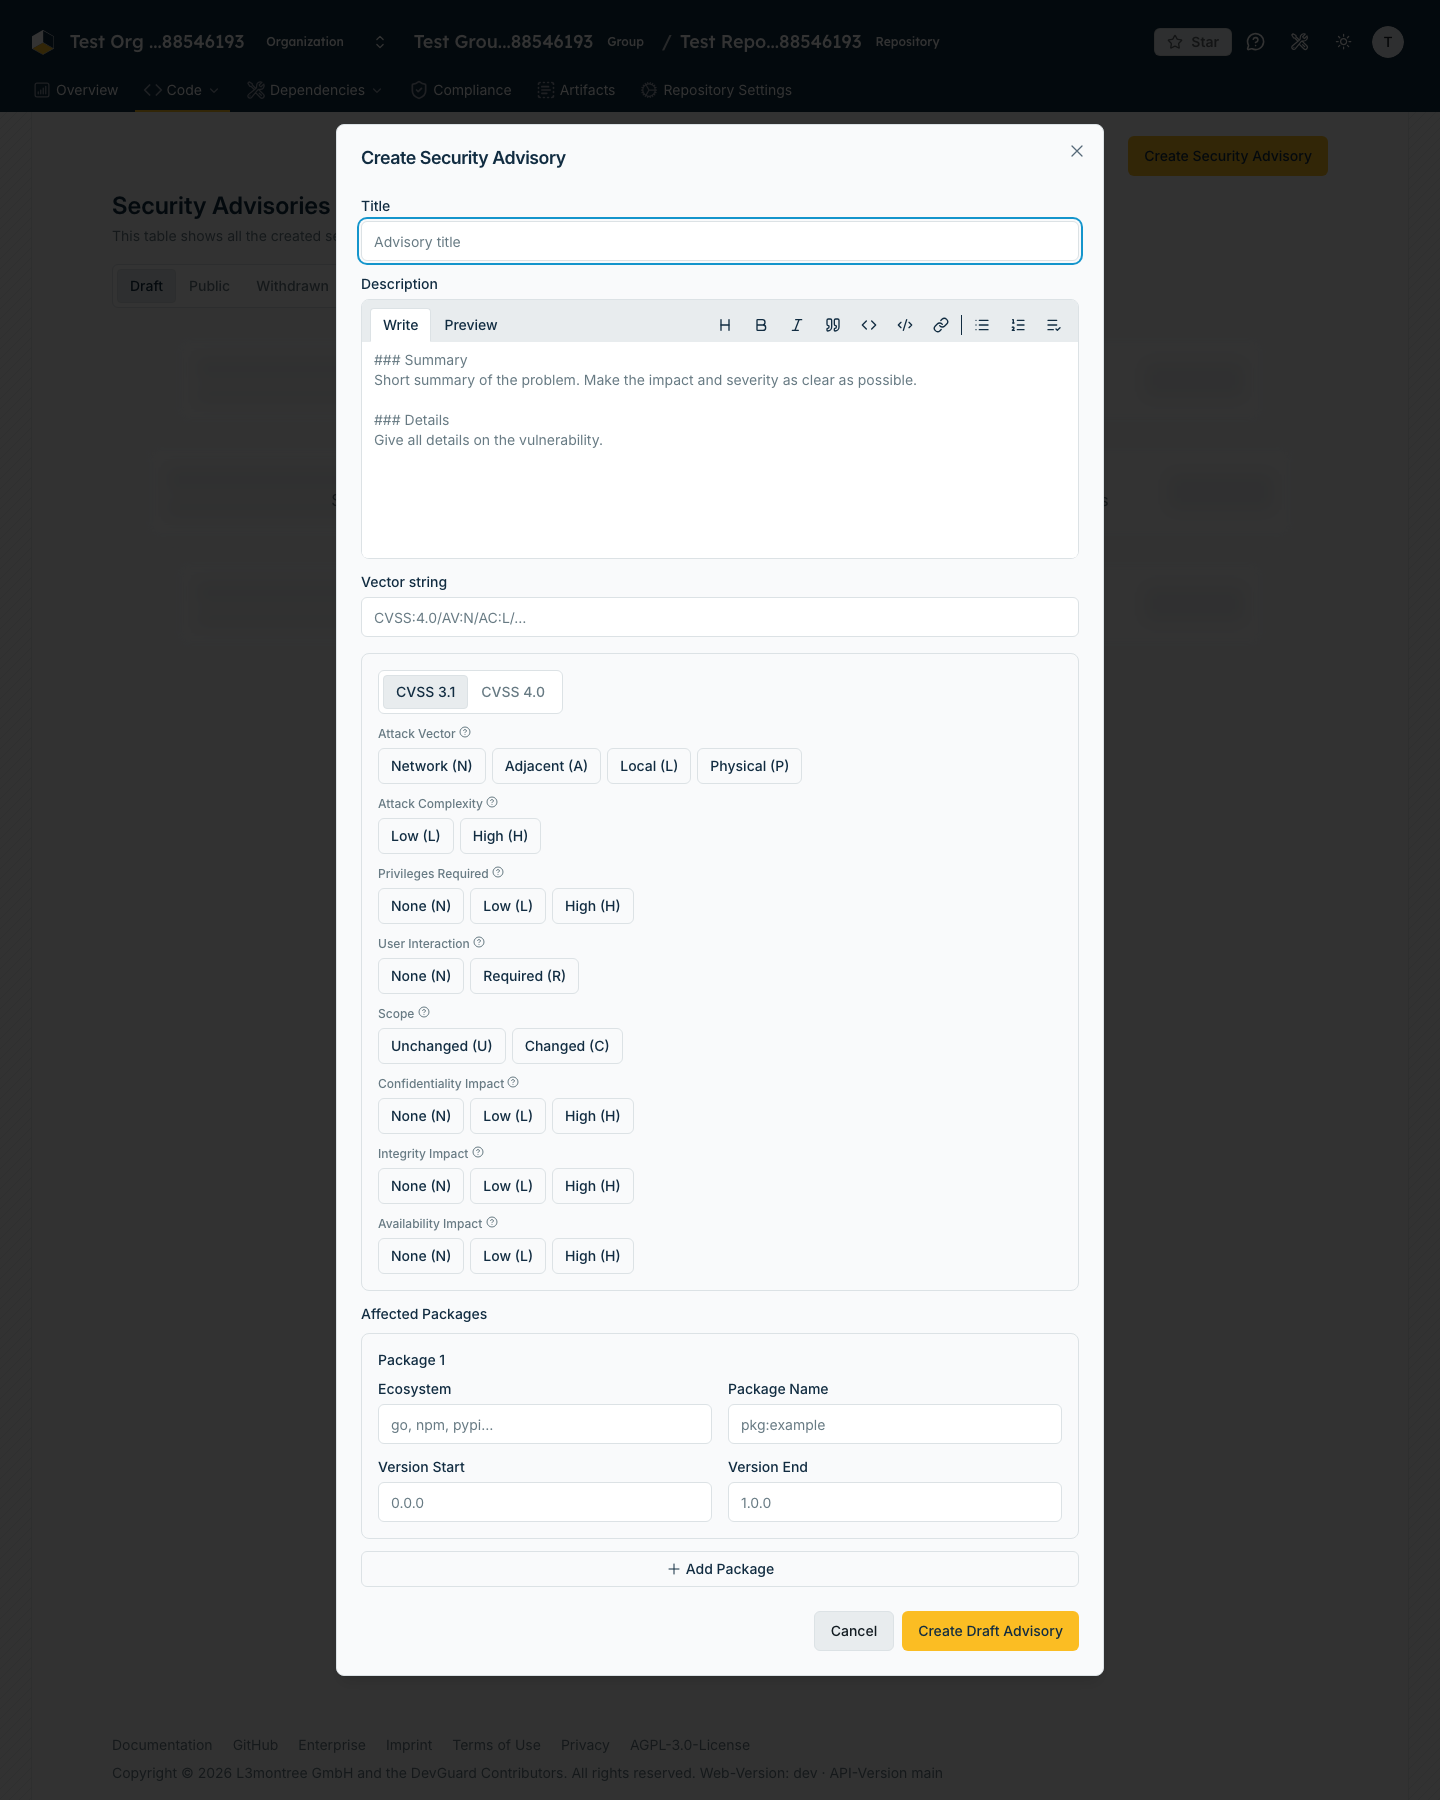 Test Org ...88546193 Organization Test Grou...88546193 Group / Test Repo...88546193 Repository Star T
Overview Code Dependencies Compliance Artifacts Repository Settings
Create Security Advisory
Security Advisories
This table shows all the created
Draft Public Withdrawn
Create Security Advisory
Title
Advisory title
Description
Write Preview
### Summary
Short summary of the problem. Make the impact and severity as clear as possible.
### Details
Give all details on the vulnerability.
Vector string
CVSS:4.0/AV:N/AC:L/...
CVSS 3.1 CVSS 4.0
Attack Vector
Network (N) Adjacent (A) Local (L) Physical (P)
Attack Complexity
Low (L) High (H)
Privileges Required
None (N) Low (L) High (H)
User Interaction
None (N) Required (R)
Scope
Unchanged (U) Changed (C)
Confidentiality Impact
None (N) Low (L) High (H)
Integrity Impact
None (N) Low (L) High (H)
Availability Impact
None (N) Low (L) High (H)
Affected Packages
Package 1
Ecosystem Package Name
go, npm, pypi... pkg:example
Version Start Version End
0.0.0 1.0.0
Add Package
Cancel Create Draft Advisory
Documentation GitHub Enterprise Imprint Terms of Use Privacy AGPL-3.0-License
Copyright © 2026 L3montree GmbH and the DevGuard Contributors. All rights reserved. Web-Version: dev · API-Version main